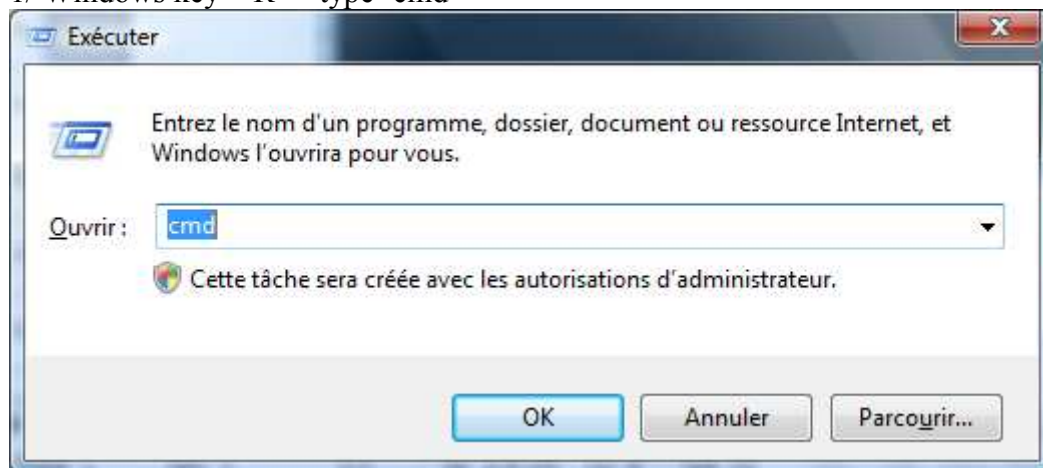 1/ Windows key + R => type "cmd"
Exécuter
Entrez le nom d'un programme, dossier, document ou ressource Internet, et
Windows l'ouvrira pour vous.
Ouvrir : cmd
Cette tâche sera créée avec les autorisations d'administrateur.
OK Annuler Parcourir...